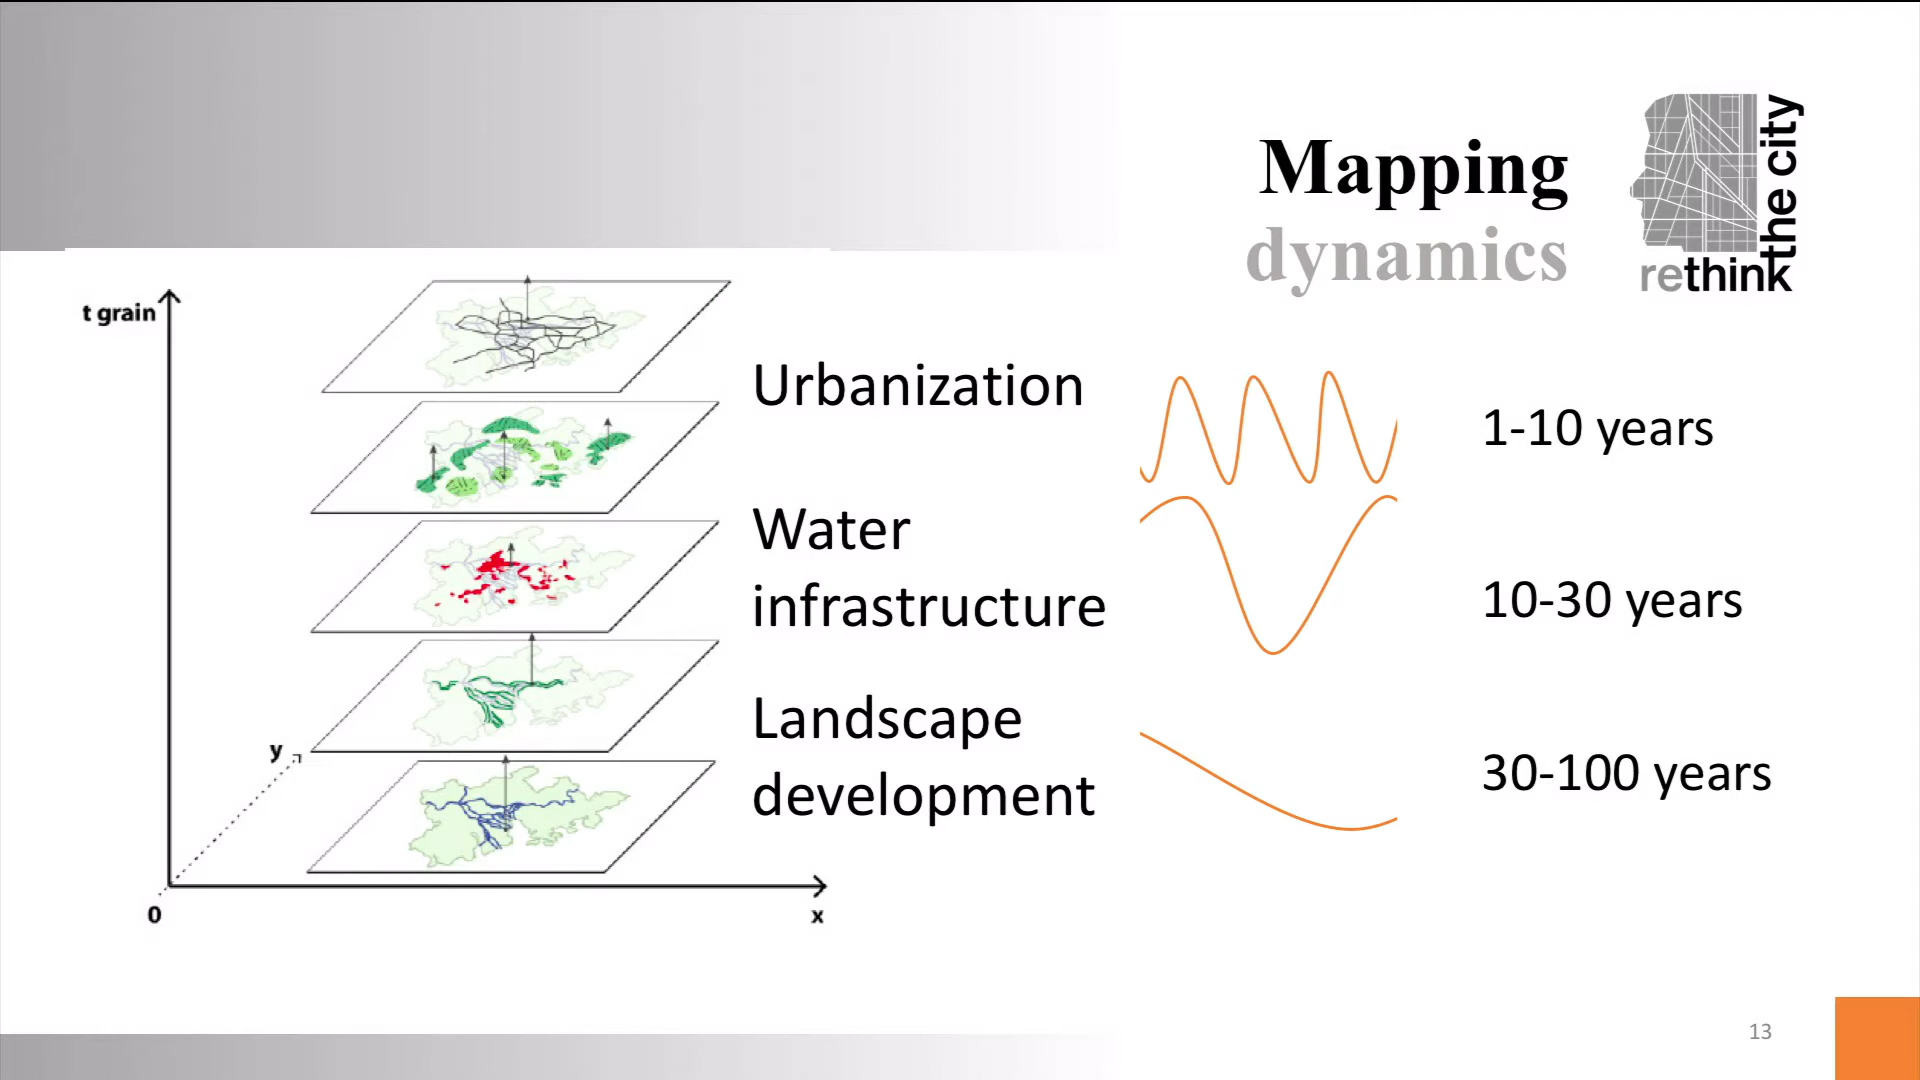 Mapping
dynamics
rethink
the city
t grain
Urbanization
1-10 years
Water
infrastructure
10-30 years
Landscape
development
30-100 years
y
0
x
13